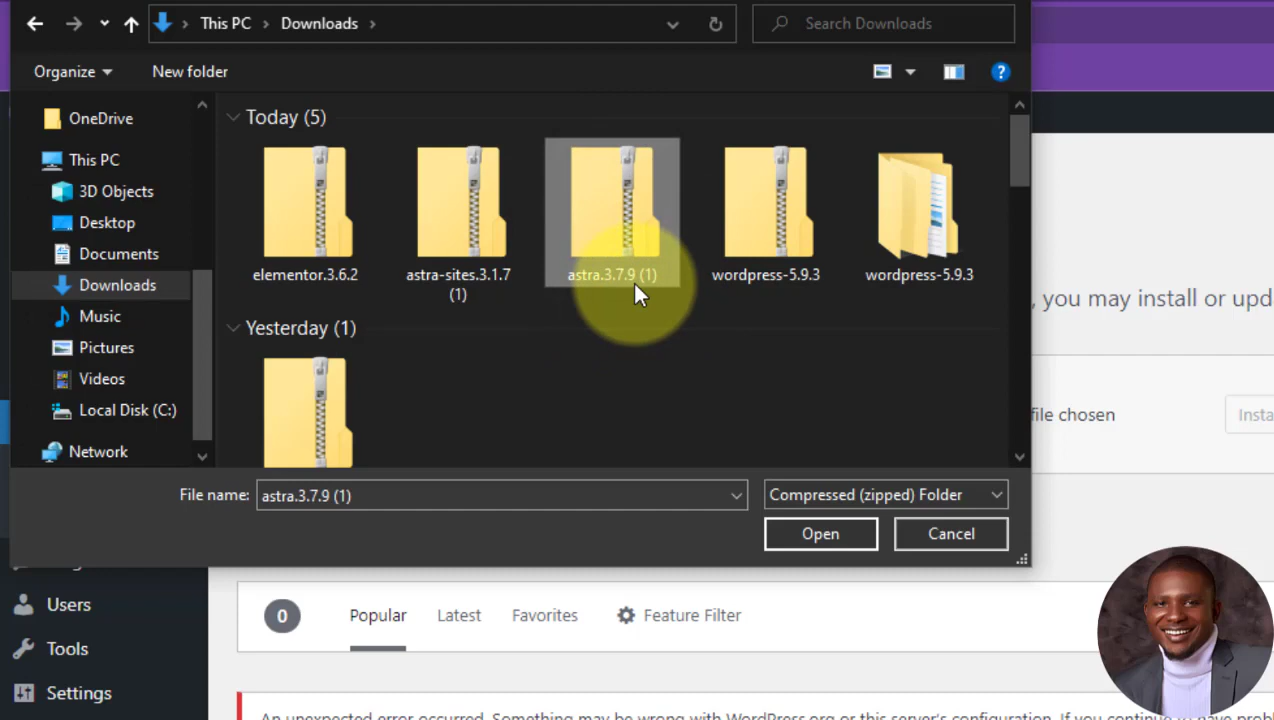 This PC > Downloads >
Search Downloads
Organize
New folder
?
OneDrive
This PC
3D Objects
Desktop
Documents
Downloads
Music
Pictures
Videos
Local Disk (C:)
Network
Today (5)
elementor.3.6.2
astra-sites.3.1.7
(1)
astra.3.7.9 (1)
wordpress-5.9.3
wordpress-5.9.3
Yesterday (1)
File name:
astra.3.7.9 (1)
Compressed (zipped) Folder
Open
Cancel
, you may install or upd
file chosen
Insta
Users
Tools
Settings
0
Popular
Latest
Favorites
Feature Filter
An unexpected error occurred. Something may be wrong with WordPress.org or this server's configuration. If you continue to have prob